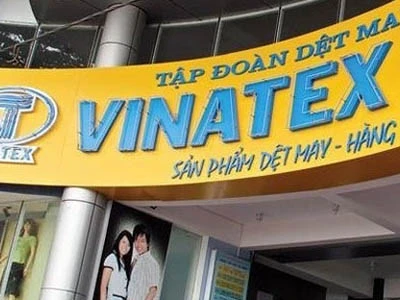 TẬP ĐOÀN DỆT MA
VINATEX
TEX
SẢN PHẨM DỆT MAY - HÀNG